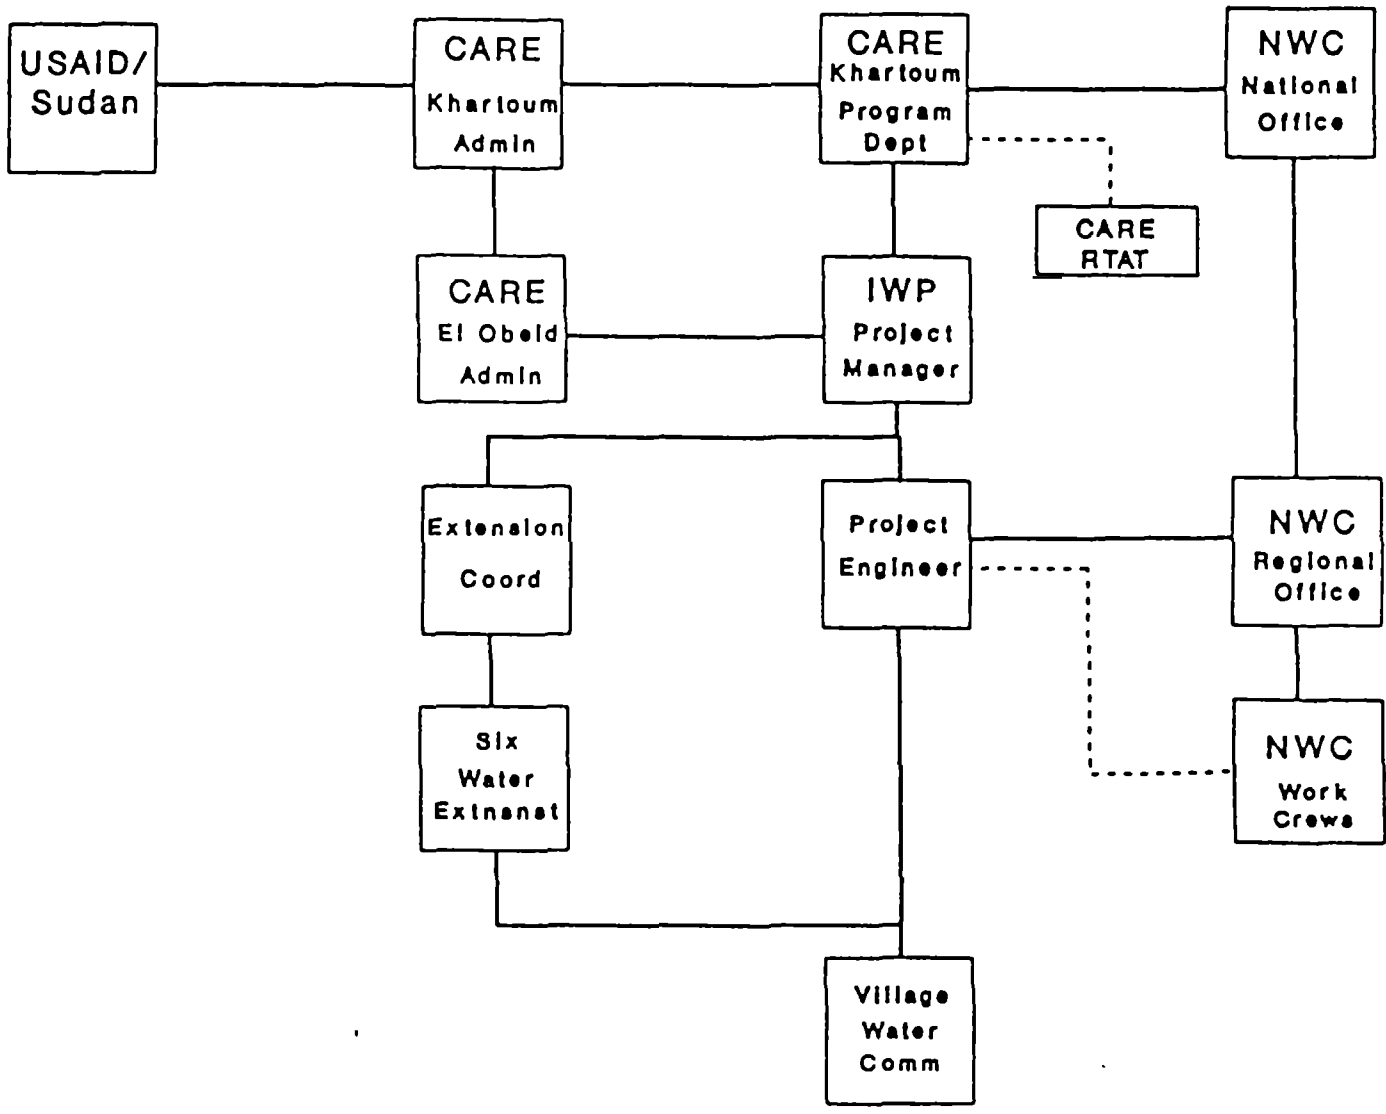 USAID/
Sudan
CARE
Khartoum
Admin
CARE
Khartoum
Program
Dept
NWC
National
Office
CARE
RTAT
CARE
El Obeid
Admin
IWP
Project
Manager
Extension
Coord
Project
Engineer
NWC
Regional
Office
Six
Water
Extnsnst
NWC
Work
Crews
Village
Water
Comm